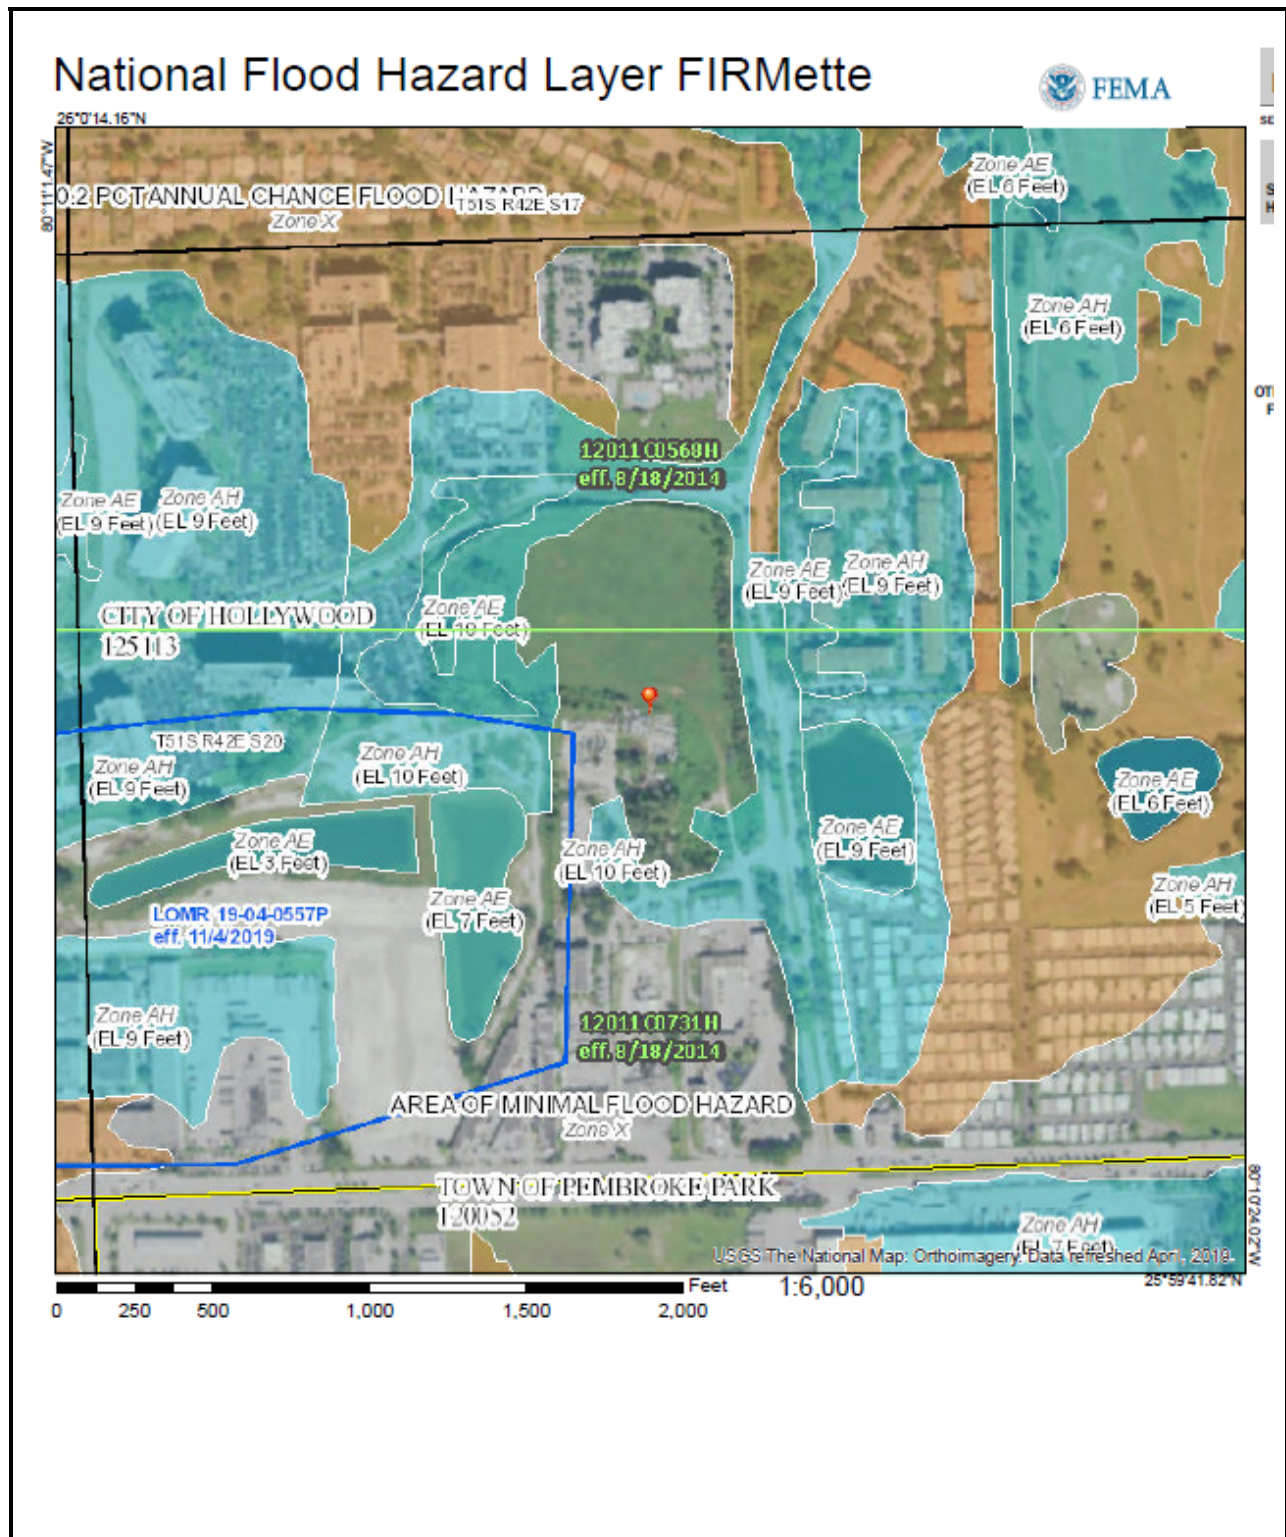 National Flood Hazard Layer FIRMette
FEMA
26°0'14.16"N
SE
80°11'1.47"W
Zone AE
(EL 6 Feet)
0.2 PCT ANNUAL CHANCE FLOOD
T51S R42E S17
Zone X
S
H
Zone AH
(EL 6 Feet)
OT
F
12011C0568H
eff. 8/18/2014
Zone AE
(EL 9 Feet)
Zone AH
(EL 9 Feet)
Zone AE
(EL 9 Feet)
Zone AH
(EL 9 Feet)
Zone AE
(EL 10 Feet)
CITY OF HOLLYWOOD
125113
T51S R42E S20
Zone AH
(EL 9 Feet)
Zone AH
(EL 10 Feet)
Zone AE
(EL 6 Feet)
Zone AE
(EL 3 Feet)
Zone AH
(EL 10 Feet)
Zone AE
(EL 9 Feet)
Zone AE
(EL 7 Feet)
Zone AH
(EL 5 Feet)
LOMR 19-04-0557P
eff. 11/4/2019
Zone AH
(EL 9 Feet)
12011C0731H
eff. 8/18/2014
AREA OF MINIMAL FLOOD HAZARD
Zone X
TOWN OF PEMBROKE PARK
120052
Zone AH
(EL 7 Feet)
80°10'24.02"W
USGS The National Map: Orthoimagery. Data refreshed April, 2019.
25°59'41.82"N
Feet
1:6,000
0 250 500 1,000 1,500 2,000